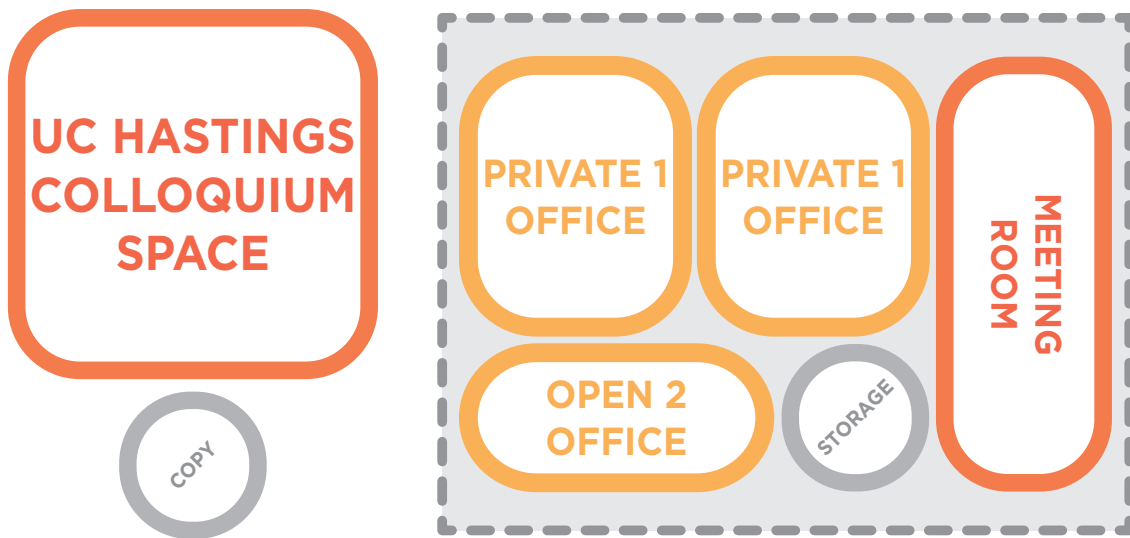 UC HASTINGS
COLLOQUIUM
SPACE
COPY
PRIVATE 1
OFFICE
PRIVATE 1
OFFICE
OPEN 2
OFFICE
STORAGE
MEETING
ROOM